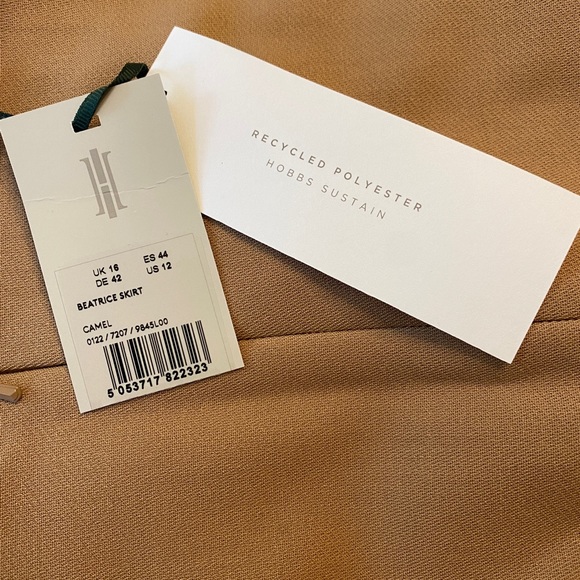 RECYCLED POLYESTER
HOBBS SUSTAIN
H
CUK 16 ES 44
DE 42 US 12
BEATRICE SKIRT
CAMEL
0122 / 7207 / 9845L00
5 053717 822323